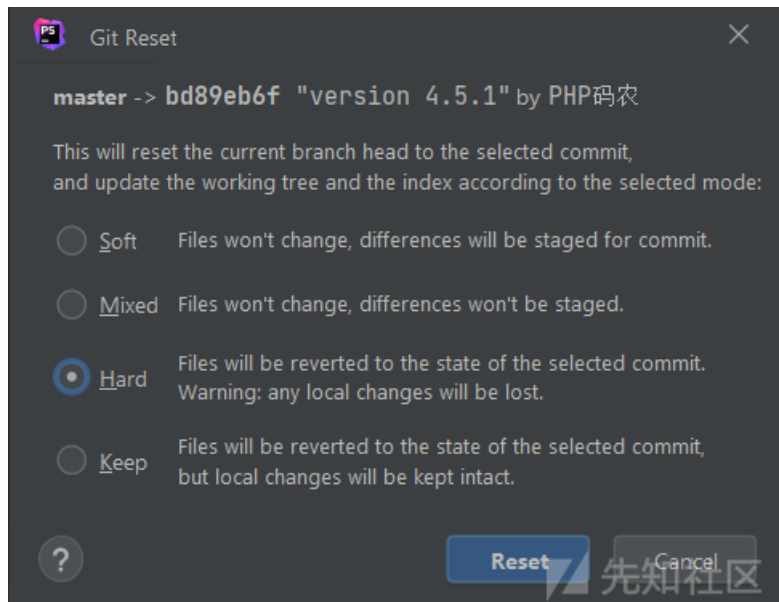 PS
Git Reset
master -> bd89eb6f "version 4.5.1" by PHP码农
This will reset the current branch head to the selected commit,
and update the working tree and the index according to the selected mode:
Soft Files won't change, differences will be staged for commit.
Mixed Files won't change, differences won't be staged.
Hard Files will be reverted to the state of the selected commit.
Warning: any local changes will be lost.
Keep Files will be reverted to the state of the selected commit,
but local changes will be kept intact.
? Reset Cancel
先知社区